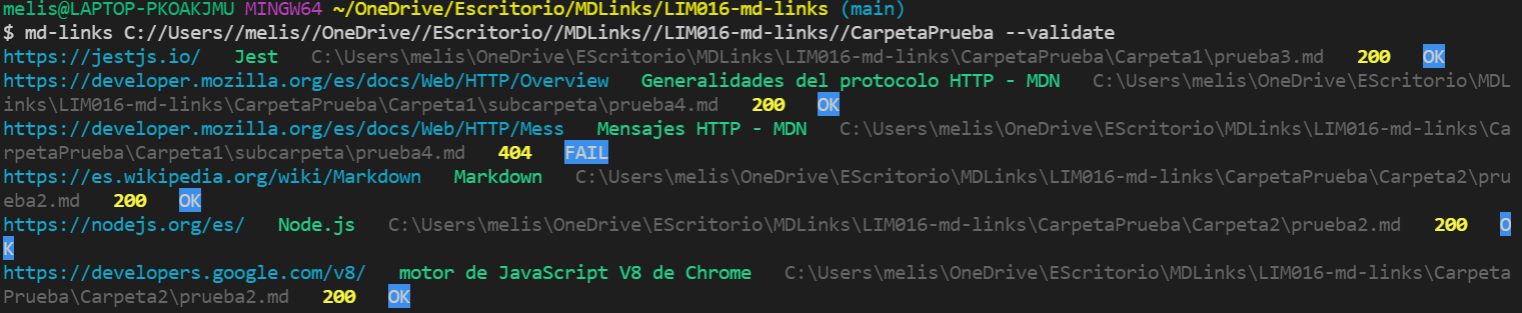 melis@LAPTOP-PKOAKJMU MINGW64 ~/OneDrive/Escritorio/MDLinks/LIM016-md-links (main)
$ md-links C://Users//melis//OneDrive//EScritorio//MDLinks//LIM016-md-links//CarpetaPrueba --validate
https://jestjs.io/   Jest   C:\Users\melis\OneDrive\EScritorio\MDLinks\LIM016-md-links\CarpetaPrueba\Carpeta1\prueba3.md   200   OK
https://developer.mozilla.org/es/docs/Web/HTTP/Overview   Generalidades del protocolo HTTP - MDN   C:\Users\melis\OneDrive\EScritorio\MDL
inks\LIM016-md-links\CarpetaPrueba\Carpeta1\subcarpeta\prueba4.md   200   OK
https://developer.mozilla.org/es/docs/Web/HTTP/Mess   Mensajes HTTP - MDN   C:\Users\melis\OneDrive\EScritorio\MDLinks\LIM016-md-links\Ca
rpetaPrueba\Carpeta1\subcarpeta\prueba4.md   404   FAIL
https://es.wikipedia.org/wiki/Markdown   Markdown   C:\Users\melis\OneDrive\EScritorio\MDLinks\LIM016-md-links\CarpetaPrueba\Carpeta2\pru
eba2.md   200   OK
https://nodejs.org/es/   Node.js   C:\Users\melis\OneDrive\EScritorio\MDLinks\LIM016-md-links\CarpetaPrueba\Carpeta2\prueba2.md   200   O
K
https://developers.google.com/v8/   motor de JavaScript V8 de Chrome   C:\Users\melis\OneDrive\EScritorio\MDLinks\LIM016-md-links\Carpeta
Prueba\Carpeta2\prueba2.md   200   OK